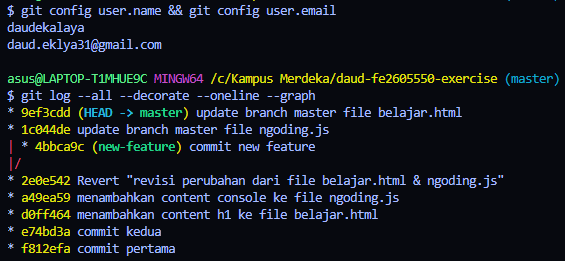 $ git config user.name && git config user.email
daudekalaya
daud.eklya31@gmail.com
asus@LAPTOP-T1MHUE9C MINGW64 /c/Kampus Merdeka/daud-fe2605550-exercise (master)
$ git log --all --decorate --oneline --graph
* 9ef3cdd (HEAD -> master) update branch master file belajar.html
* 1c044de update branch master file ngoding.js
| * 4bbca9c (new-feature) commit new feature
|/
* 2e0e542 Revert "revisi perubahan dari file belajar.html & ngoding.js"
* a49ea59 menambahkan content console ke file ngoding.js
* d0ff464 menambahkan content h1 ke file belajar.html
* e74bd3a commit kedua
* f812efa commit pertama